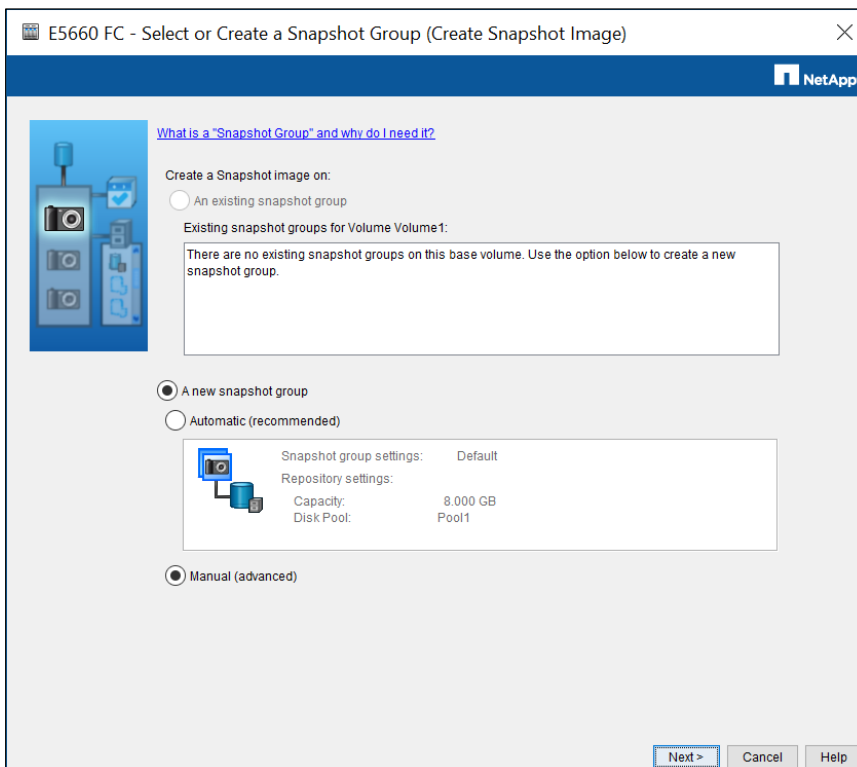 E5660 FC - Select or Create a Snapshot Group (Create Snapshot Image)
NetApp
What is a "Snapshot Group" and why do I need it?
Create a Snapshot image on:
An existing snapshot group
Existing snapshot groups for Volume Volume1:
There are no existing snapshot groups on this base volume. Use the option below to create a new
snapshot group.
A new snapshot group
Automatic (recommended)
Snapshot group settings: Default
Repository settings:
Capacity: 8.000 GB
Disk Pool: Pool1
Manual (advanced)
Next > Cancel Help